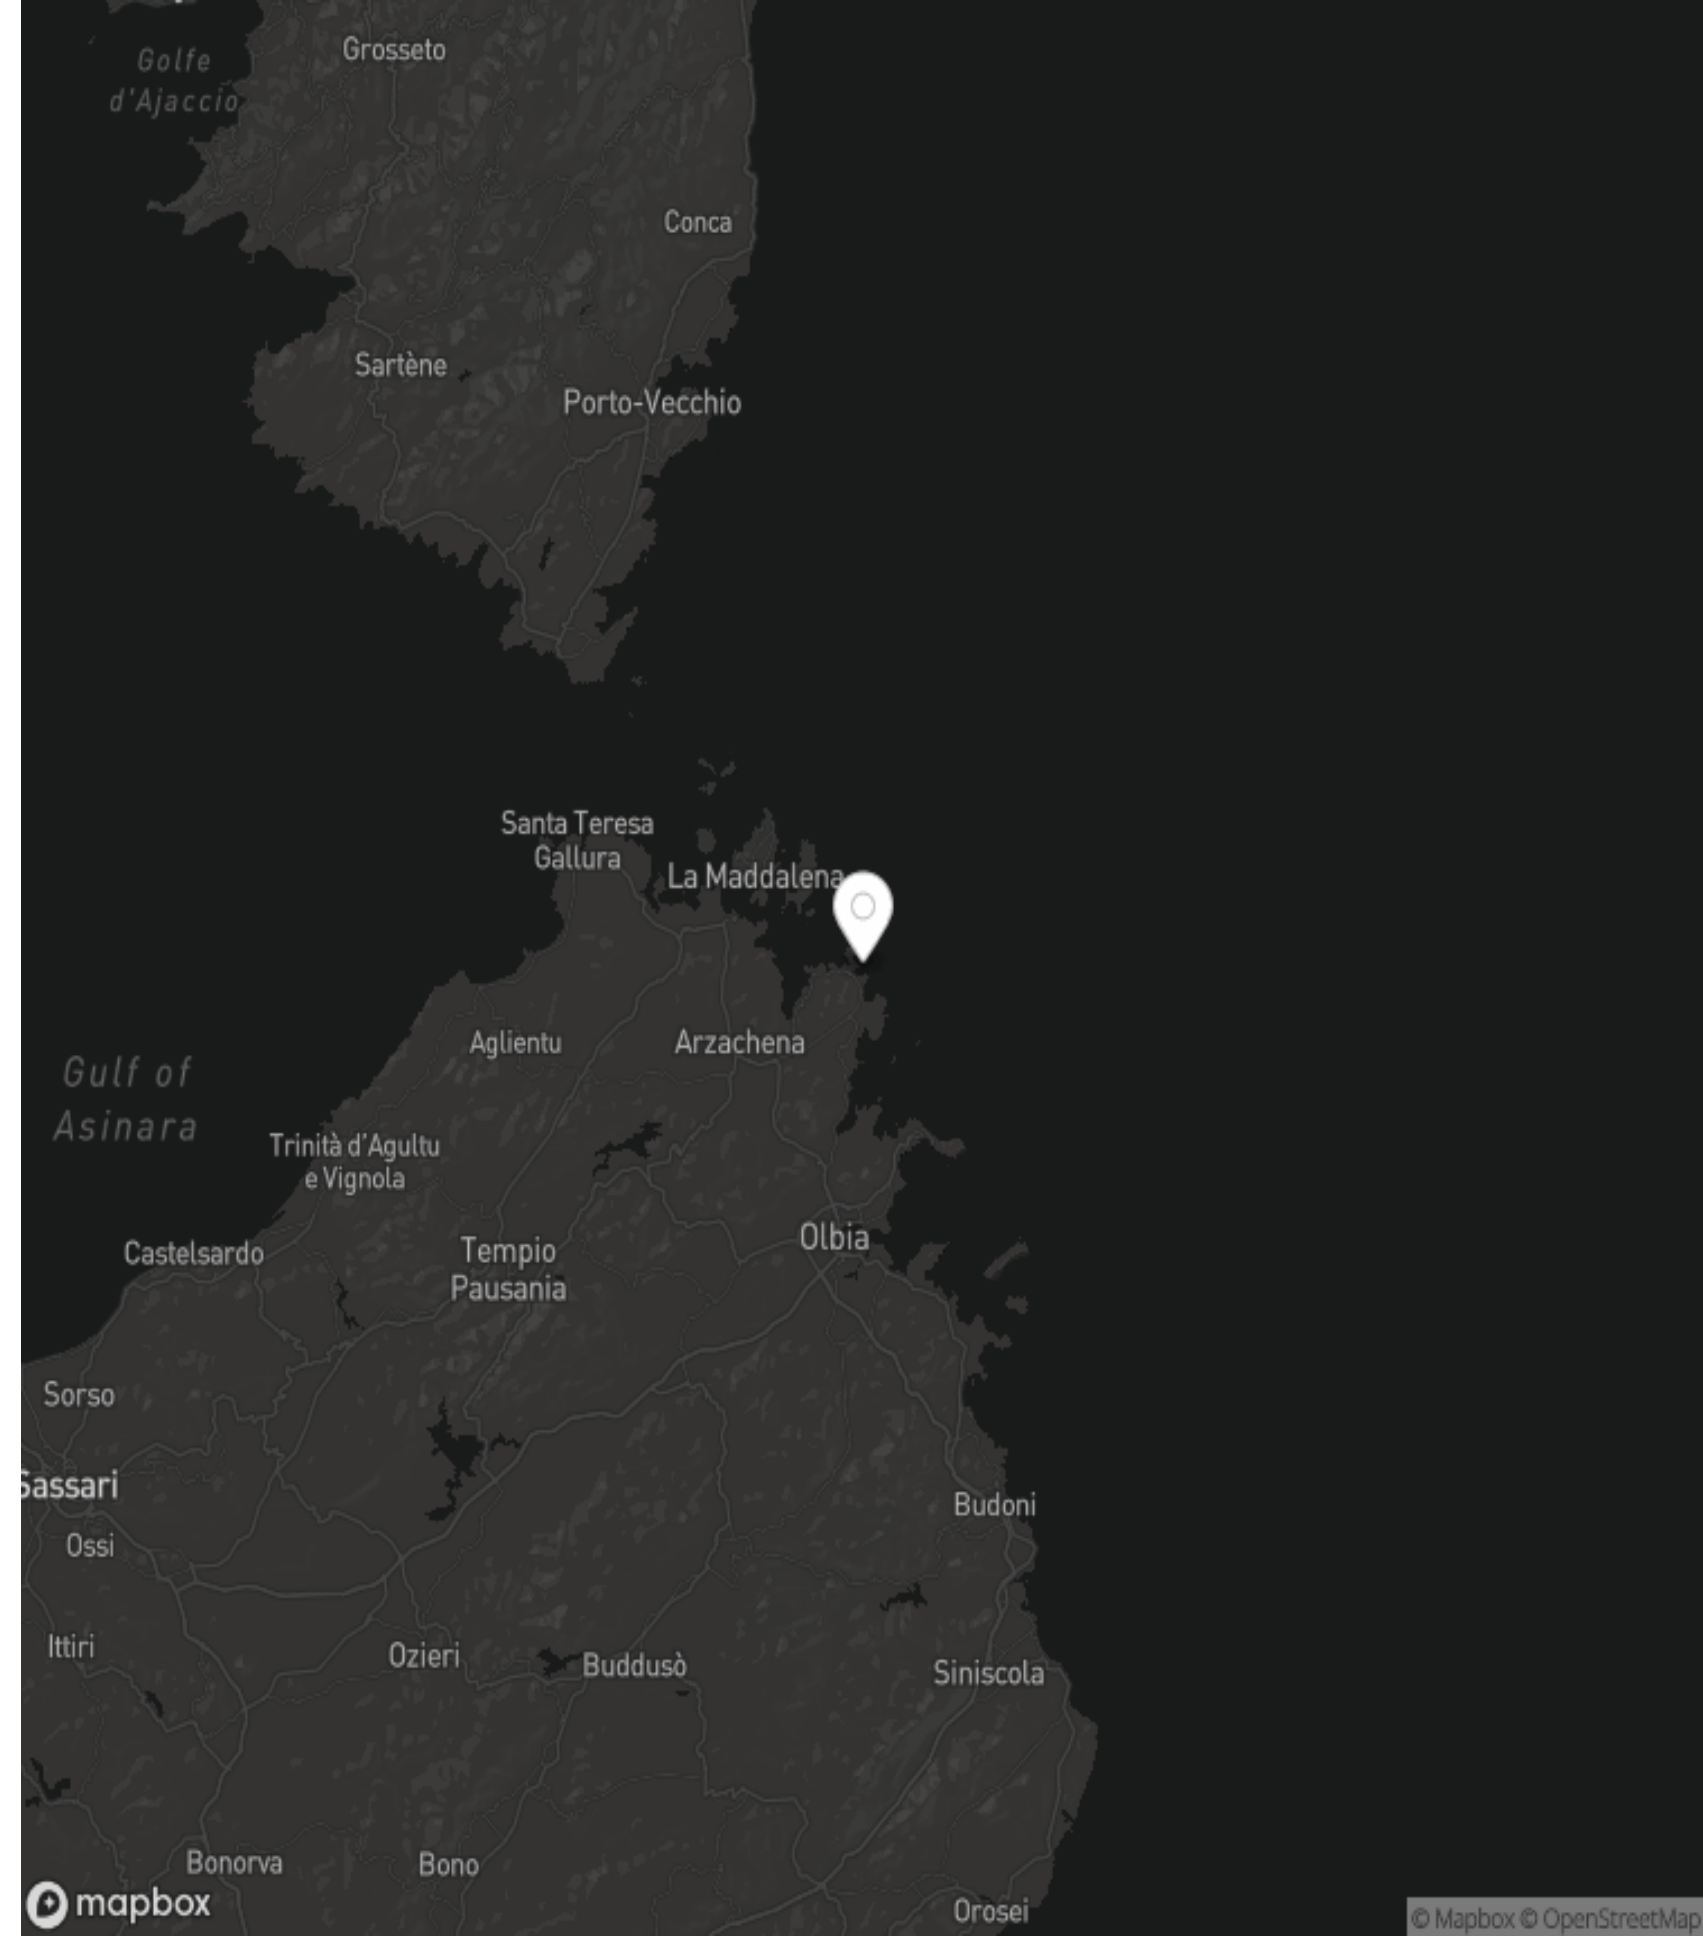 Grosseto
Golfe
d'Ajaccio
Conca
Sartène
Porto-Vecchio
Santa Teresa
Gallura
La Maddalena
Aglientu
Arzachena
Gulf of
Asinara
Trinità d'Agultu
e Vignola
Olbia
Castelsardo
Tempio
Pausania
Sorso
Sassari
Budoni
Ossi
Ittiri
Ozieri
Buddusò
Siniscola
Bonorva
Bono
mapbox
Orosei
© Mapbox © OpenStreetMap